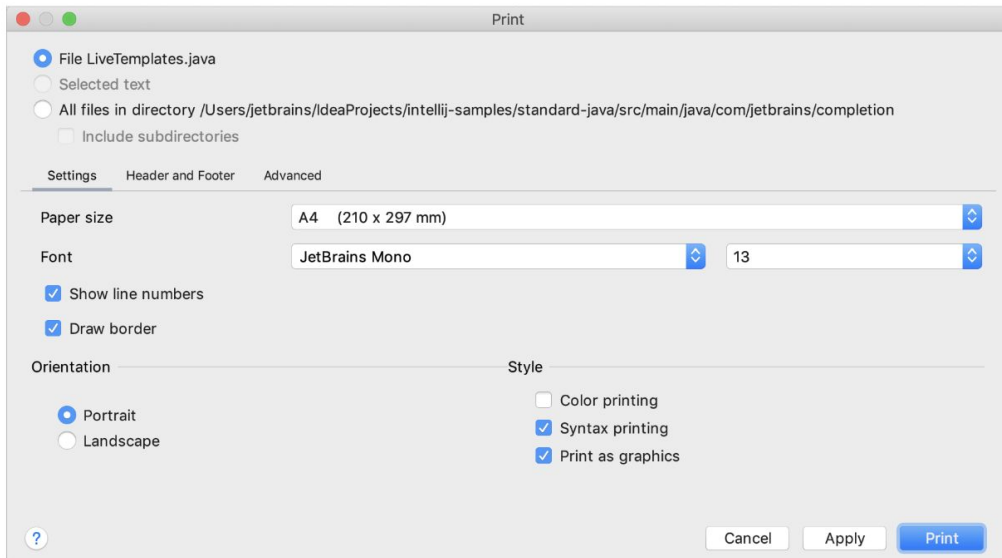 Print
File LiveTemplates.java
Selected text
All files in directory /Users/jetbrains/IdeaProjects/intellij-samples/standard-java/src/main/java/com/jetbrains/completion
Include subdirectories
Settings Header and Footer Advanced
Paper size A4 (210 x 297 mm)
Font JetBrains Mono 13
Show line numbers
Draw border
Orientation Style
Color printing
Portrait
Syntax printing
Landscape
Print as graphics
? Cancel Apply Print